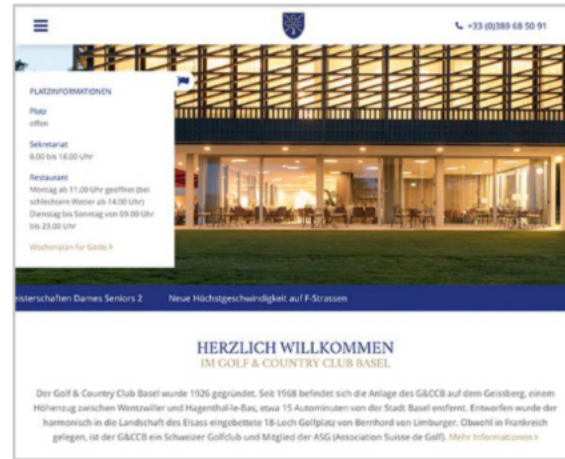 +33 (0)389 68 50 91
PLATZINFORMATIONEN
Platz
offen
Sekretariat
8.00 bis 18.00 Uhr
Restaurant
Montag ab 11.00 Uhr geöffnet (bei
schlechtem Wetter ab 14.00 Uhr)
Dienstag bis Sonntag von 09.00 Uhr
bis 23.00 Uhr
Wochenplan für Gäste >
eisterschaften Dames Seniors 2 Neue Höchstgeschwindigkeit auf F-Strassen
HERZLICH WILLKOMMEN
IM GOLF & COUNTRY CLUB BASEL
Der Golf & Country Club Basel wurde 1926 gegründet. Seit 1968 befindet sich die Anlage des G&CCB auf dem Geissberg, einem
Höhenzug zwischen Wentzwiller und Hagenthal-le-Bas, etwa 15 Autominuten von der Stadt Basel entfernt. Entworfen wurde der
harmonisch in die Landschaft des Elsass eingebettete 18-Loch Golfplatz von Bernhard von Limburger. Obwohl in Frankreich
gelegen, ist der G&CCB ein Schweizer Golfclub und Mitglied der ASG (Association Suisse de Golf). Mehr Informationen >